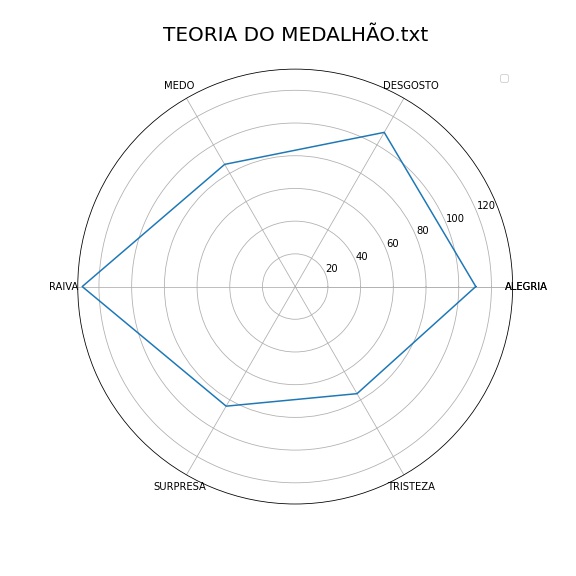 TEORIA DO MEDALHÃO.txt
MEDO
DESGOSTO
120
100
80
60
40
20
RAIVA
ALEGRIA
SURPRESA
TRISTEZA